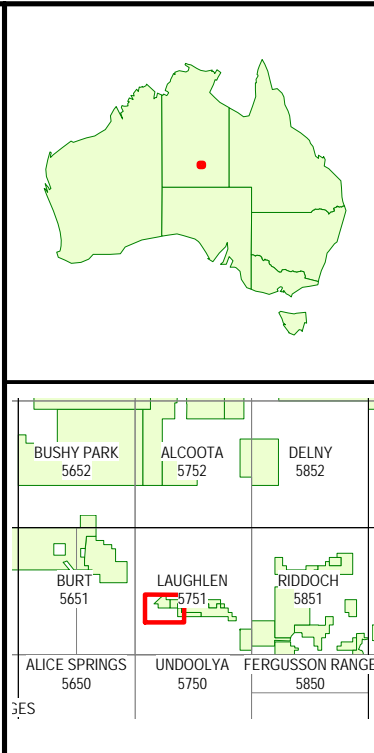 BUSHY PARK
5652
ALCOOTA
5752
DELNY
5852
BURT
5651
LAUGHLEN
5751
RIDDOCH
5851
ALICE SPRINGS
5650
UNDOOLYA
5750
FERGUSSON RANGE
5850
GES